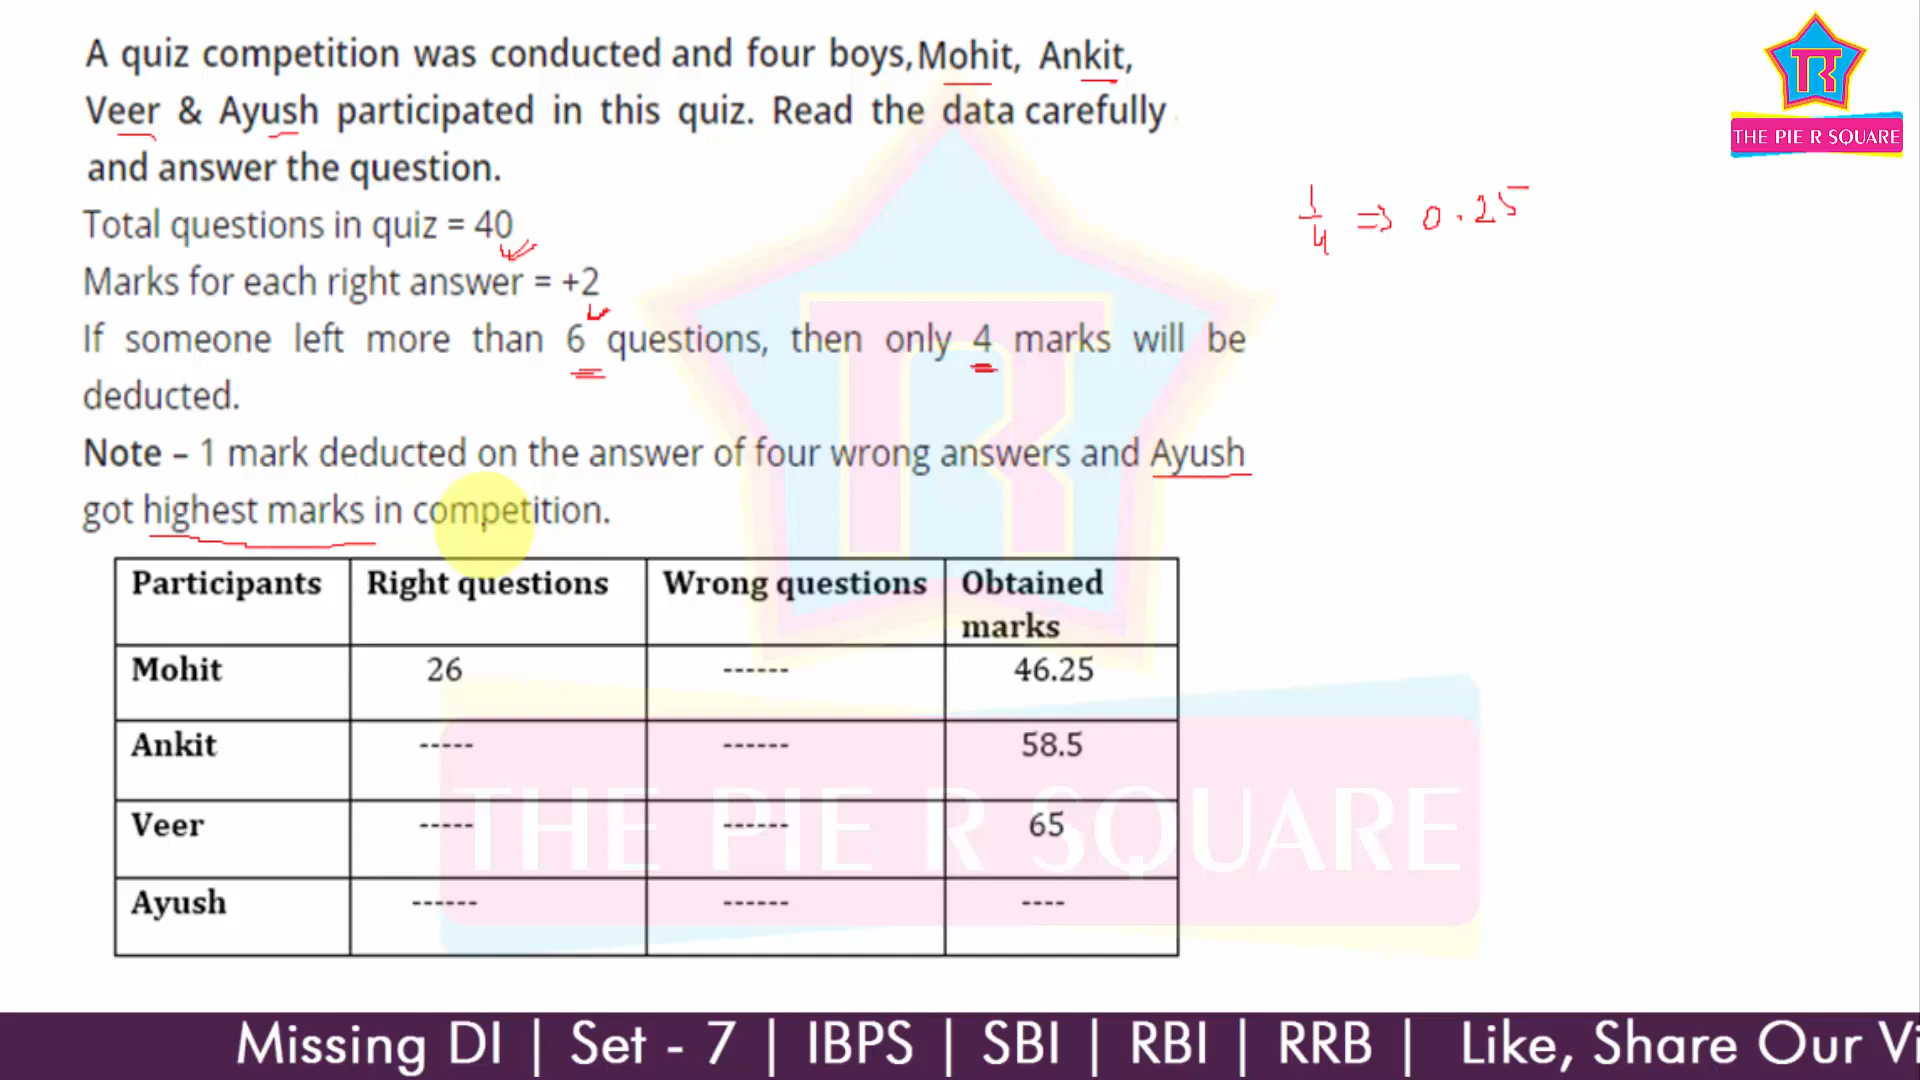 A quiz competition was conducted and four boys, Mohit, Ankit,
Veer & Ayush participated in this quiz. Read the data carefully
and answer the question.
Total questions in quiz = 40
Marks for each right answer = +2
If someone left more than 6 questions, then only 4 marks will be
deducted.
Note – 1 mark deducted on the answer of four wrong answers and Ayush
got highest marks in competition.
THE PIE R SQUARE
1/4 ⇒ 0.25
Participants Right questions Wrong questions Obtained
marks
Mohit 26 ------ 46.25
Ankit ----- ------ 58.5
Veer ----- ------ 65
Ayush ------ ------ ----
THE PIE R SQUARE
Missing DI | Set - 7 | IBPS | SBI | RBI | RRB | Like, Share Our Vi